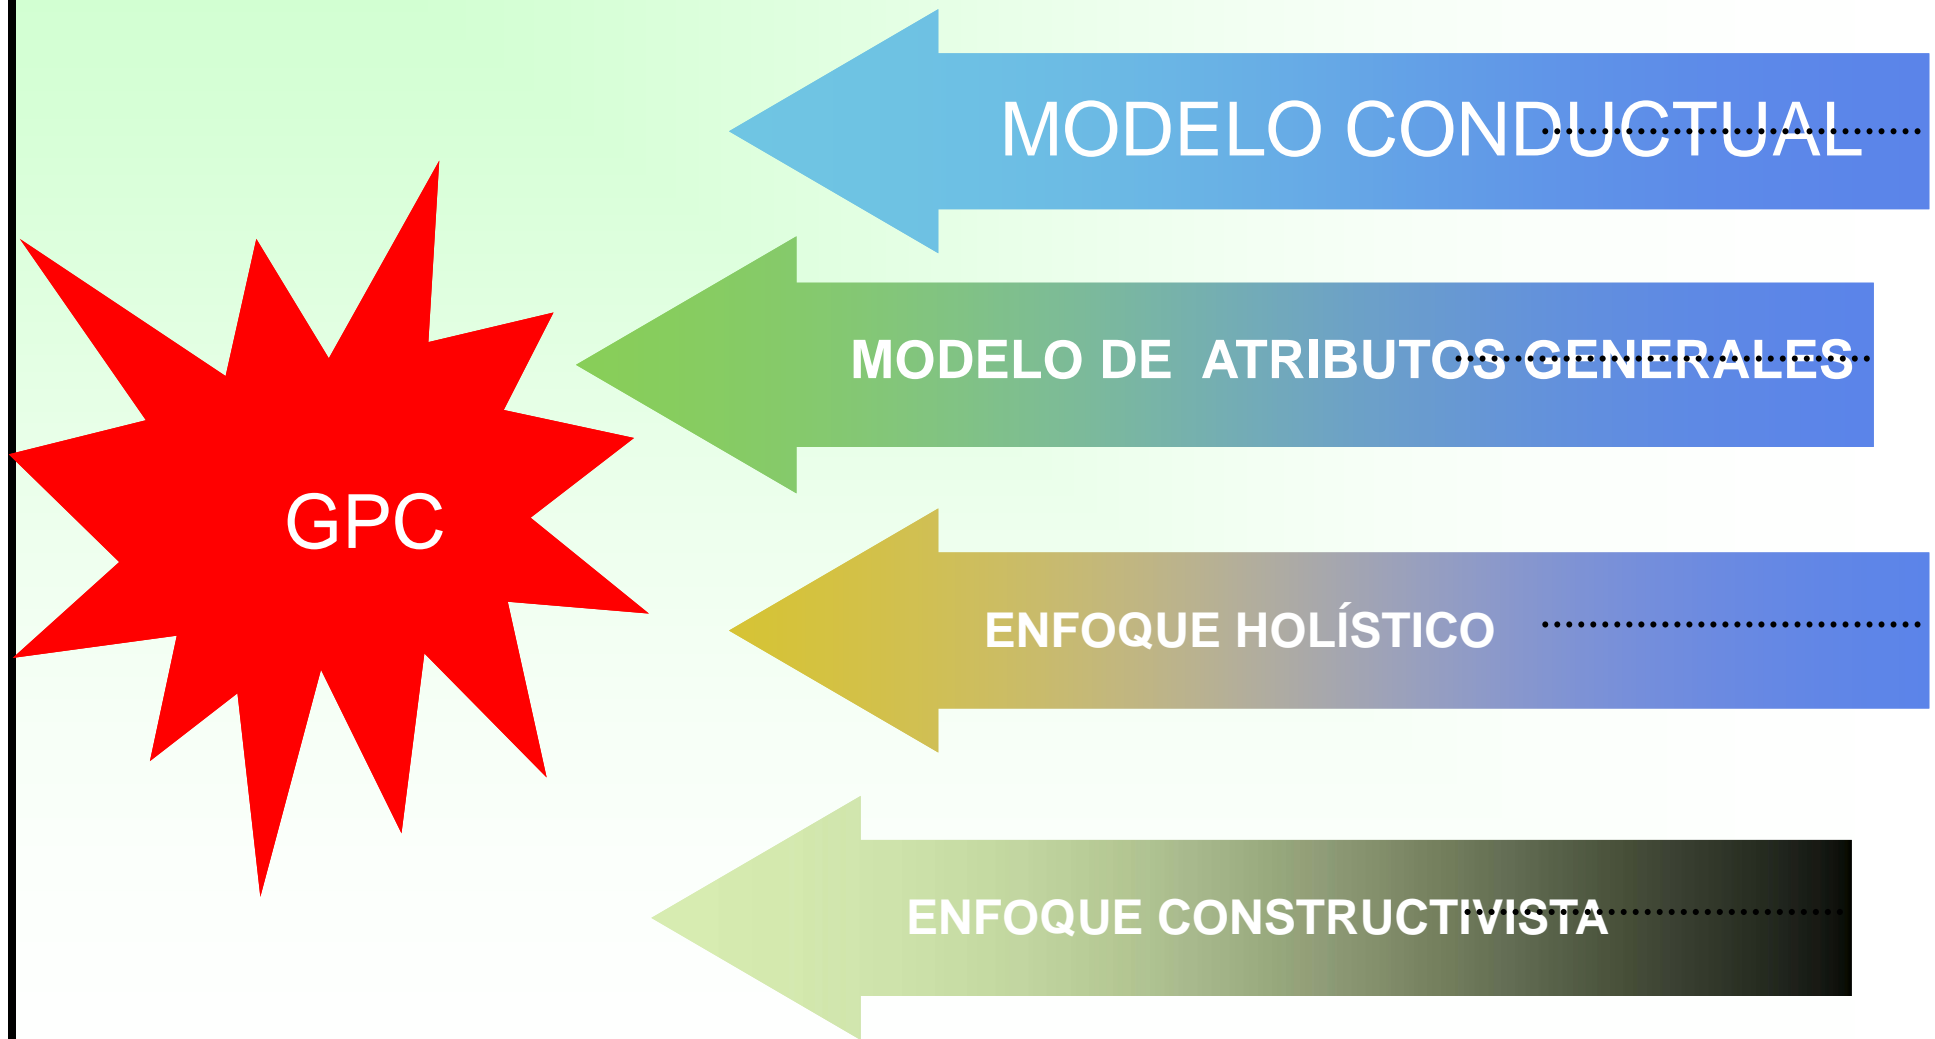 MODELO CONDUCTUAL
MODELO DE ATRIBUTOS GENERALES
GPC
ENFOQUE HOLÍSTICO
ENFOQUE CONSTRUCTIVISTA